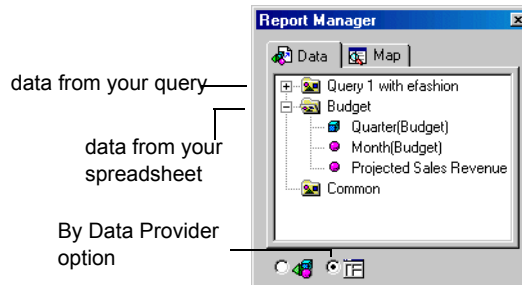 Report Manager
Data
Map
data from your query
Query 1 with efashion
Budget
Quarter(Budget)
data from your
spreadsheet
Month(Budget)
Projected Sales Revenue
Common
By Data Provider
option